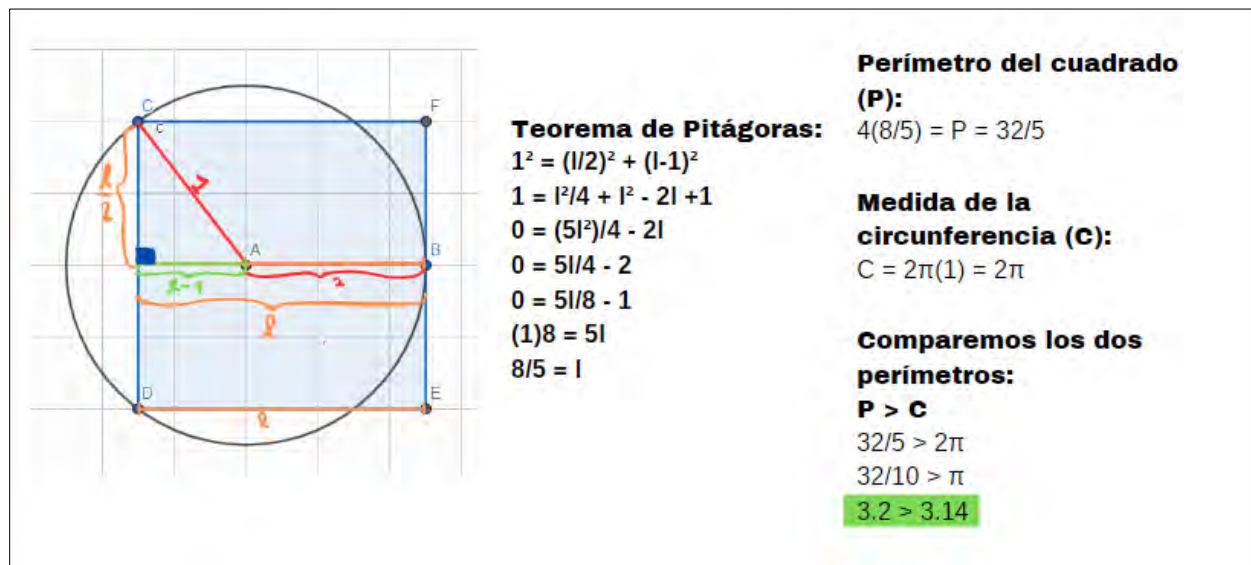 C
c
F
l/2
1
A
B
l-1
1
l
D
E
l
Teorema de Pitágoras:
1² = (l/2)² + (l-1)²
1 = l²/4 + l² - 2l +1
0 = (5l²)/4 - 2l
0 = 5l/4 - 2
0 = 5l/8 - 1
(1)8 = 5l
8/5 = l
Perímetro del cuadrado
(P):
4(8/5) = P = 32/5
Medida de la
circunferencia (C):
C = 2π(1) = 2π
Comparemos los dos
perímetros:
P > C
32/5 > 2π
32/10 > π
3.2 > 3.14